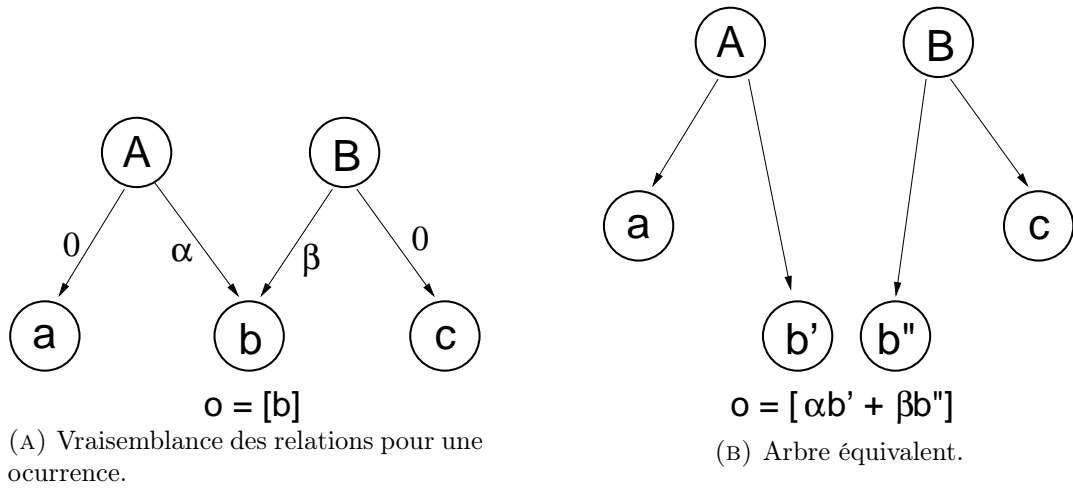 A B
a c
b' b"
o = [αb' + βb"]
(B) Arbre équivalent.
A B
0 α β 0
a b c
o = [b]
(A) Vraisemblance des relations pour une
ocurrence.